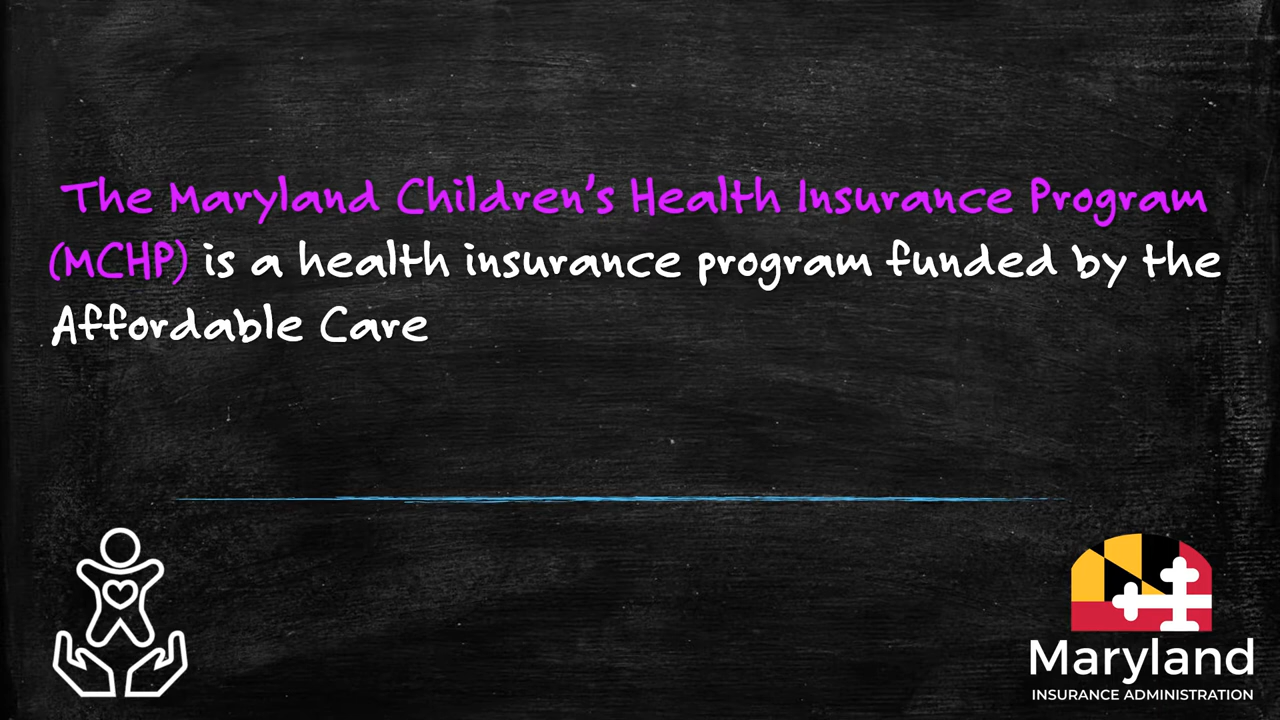 The Maryland Children's Health Insurance Program
(MCHP) is a health insurance program funded by the
Affordable Care
Maryland
INSURANCE ADMINISTRATION